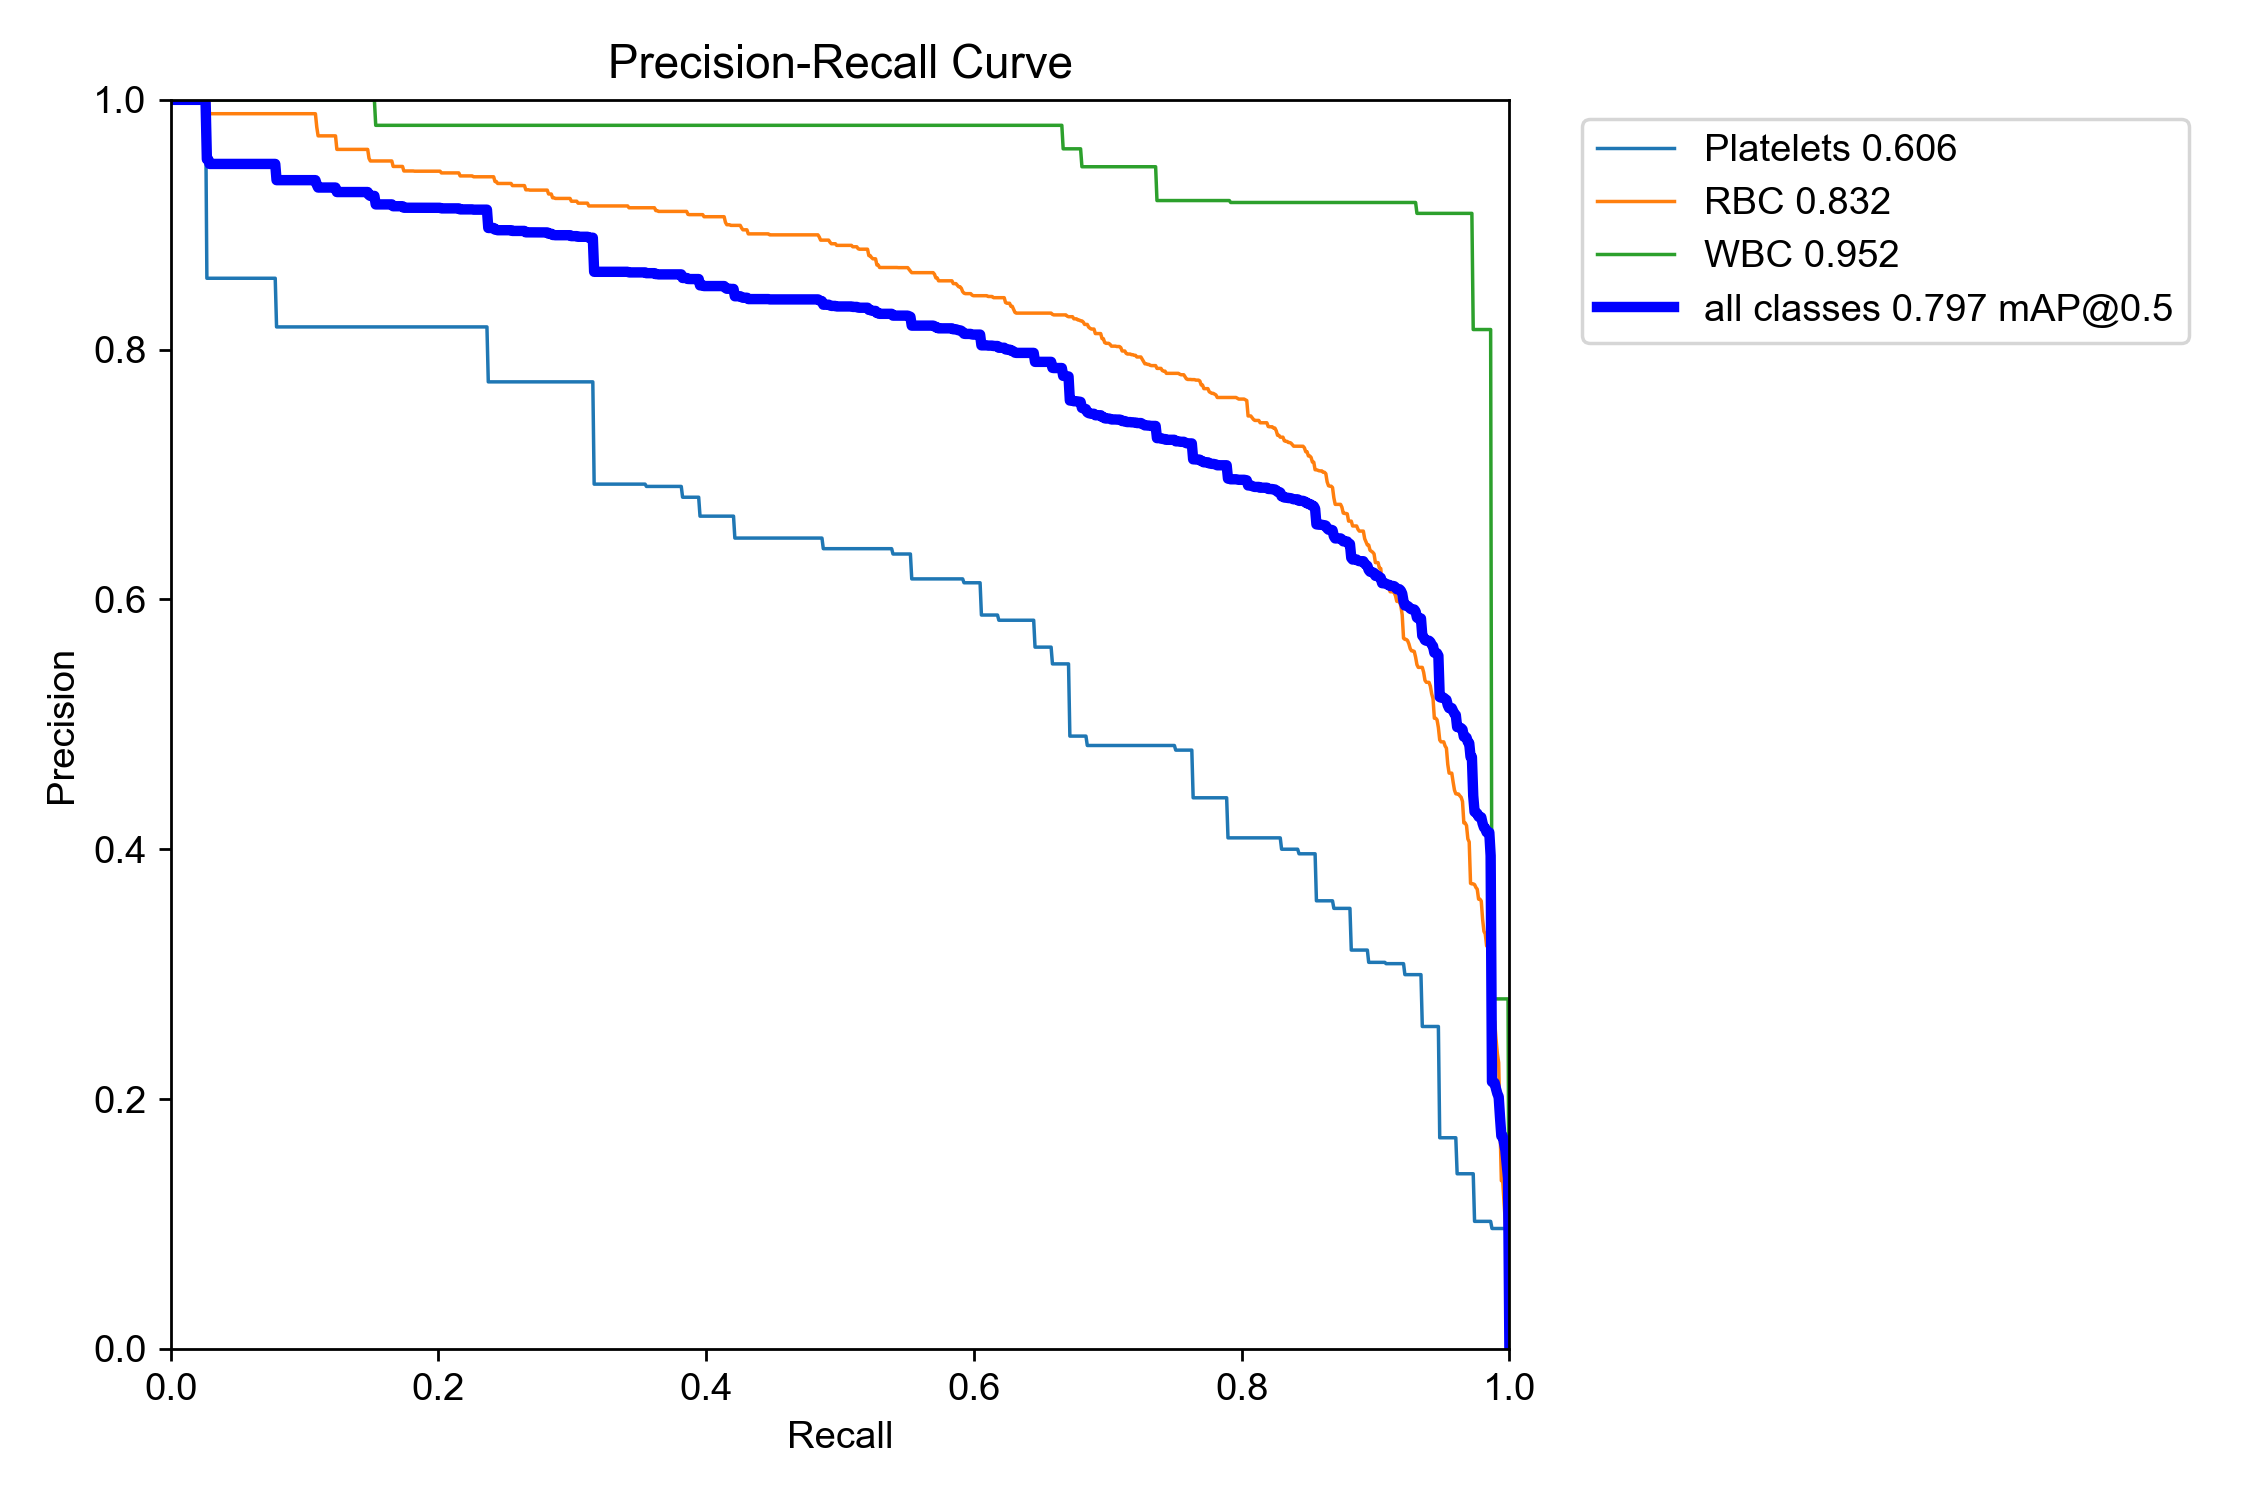 Precision-Recall Curve
1.0
0.8
0.6
0.4
0.2
0.0
Precision
0.0 0.2 0.4 0.6 0.8 1.0
Recall
Platelets 0.606
RBC 0.832
WBC 0.952
all classes 0.797 mAP@0.5